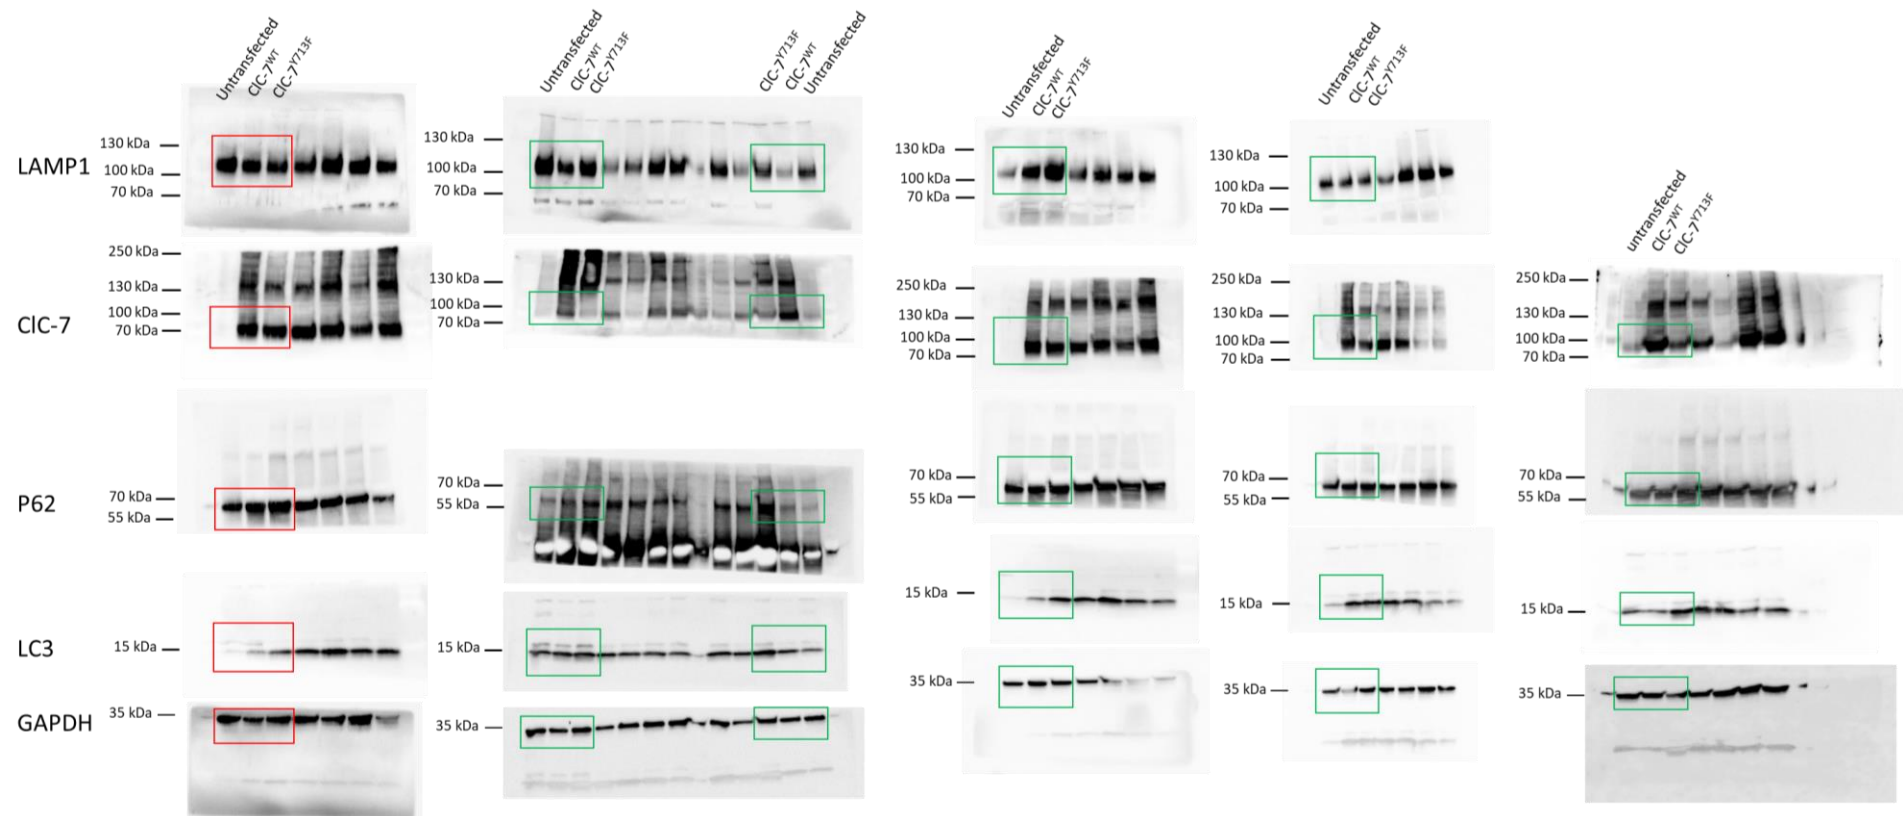 Untransfected
ClC-7WT
ClC-7Y713F
Untransfected
ClC-7WT
ClC-7Y713F
ClC-7Y713F
ClC-7WT
Untransfected
Untransfected
ClC-7WT
ClC-7Y713F
Untransfected
ClC-7WT
ClC-7Y713F
LAMP1
130 kDa
100 kDa
70 kDa
130 kDa
100 kDa
70 kDa
130 kDa
100 kDa
70 kDa
130 kDa
100 kDa
70 kDa
untransfected
ClC-7WT
ClC-7Y713F
ClC-7
250 kDa
130 kDa
100 kDa
70 kDa
130 kDa
100 kDa
70 kDa
250 kDa
130 kDa
100 kDa
70 kDa
250 kDa
130 kDa
100 kDa
70 kDa
250 kDa
130 kDa
100 kDa
70 kDa
P62
70 kDa
55 kDa
70 kDa
55 kDa
70 kDa
55 kDa
70 kDa
55 kDa
70 kDa
55 kDa
LC3
15 kDa
15 kDa
15 kDa
15 kDa
15 kDa
GAPDH
35 kDa
35 kDa
35 kDa
35 kDa
35 kDa